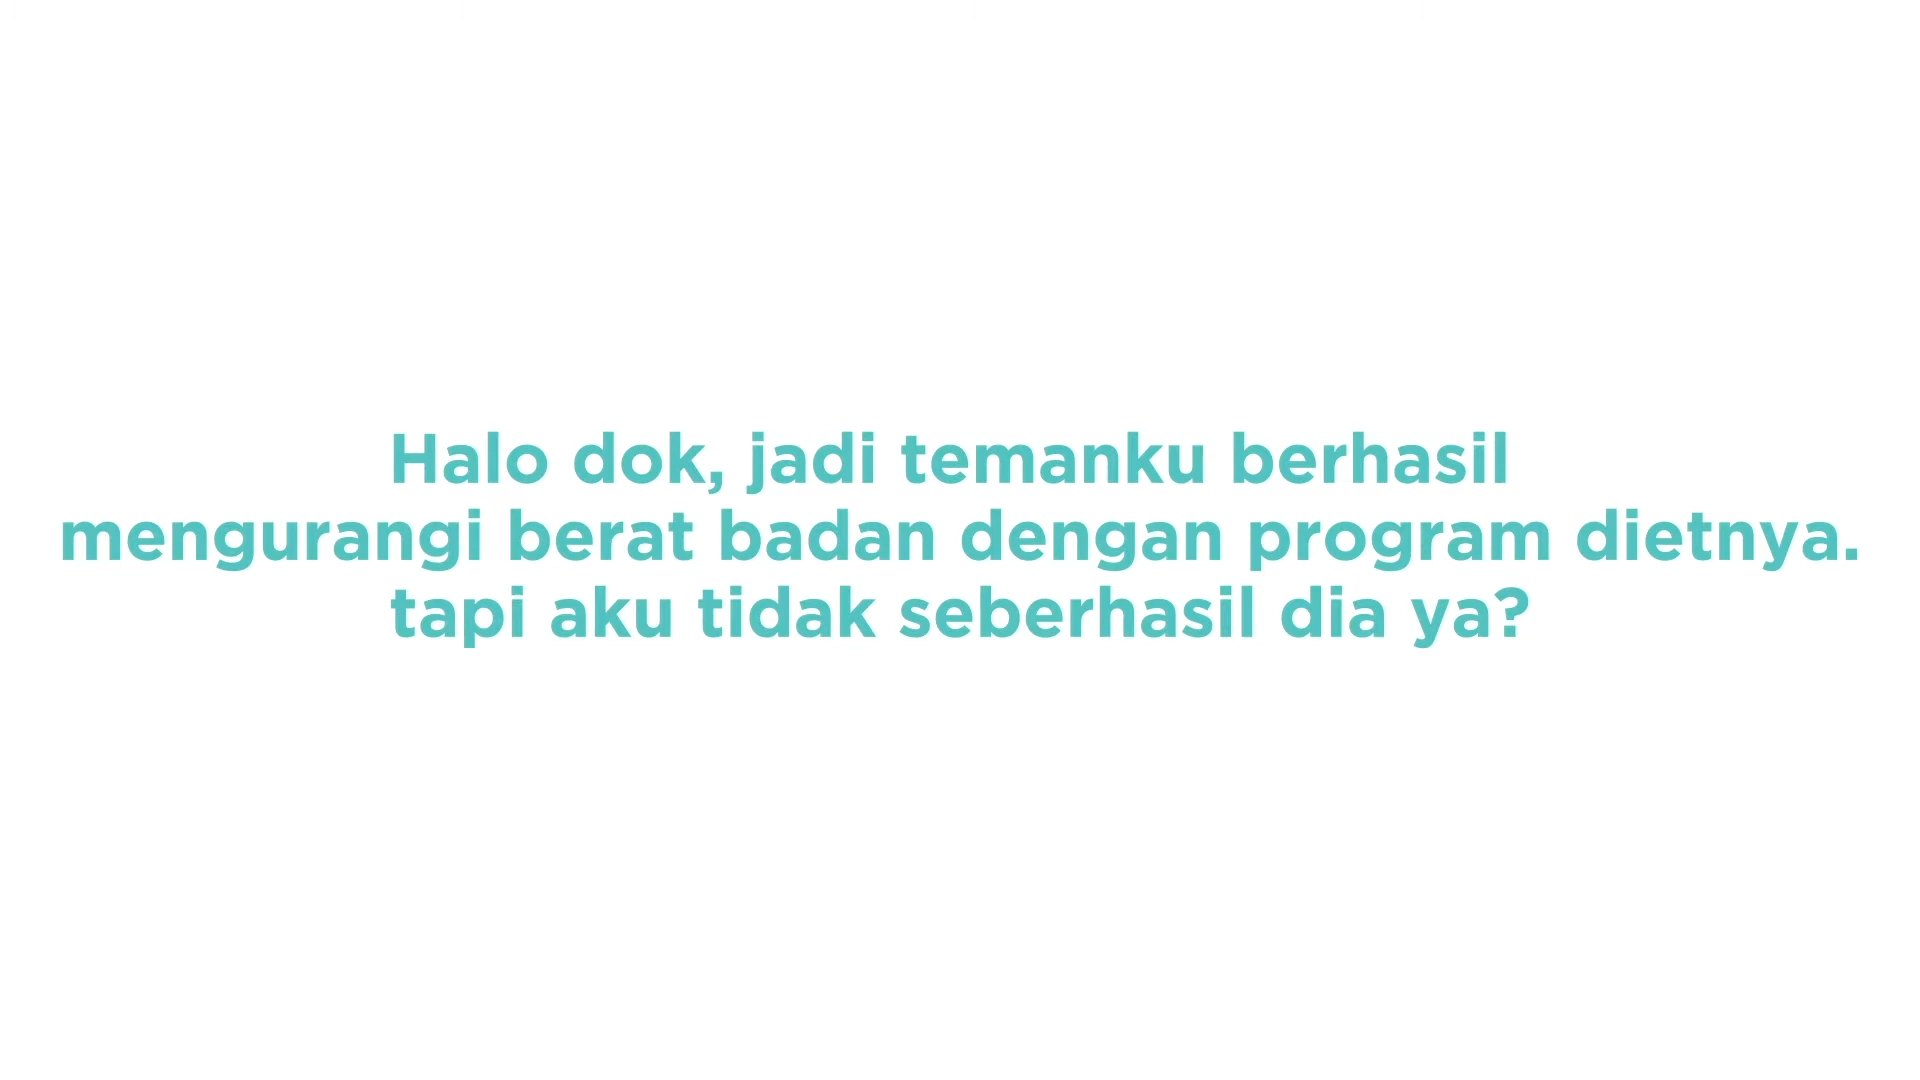 Halo dok, jadi temanku berhasil
mengurangi berat badan dengan program dietnya.
tapi aku tidak seberhasil dia ya?